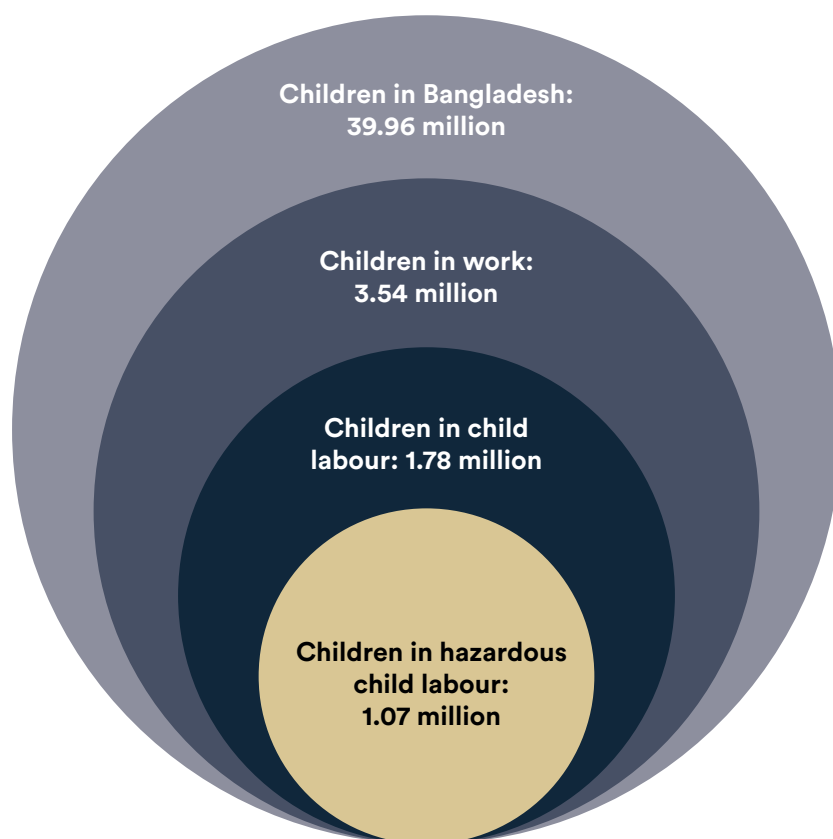 Children in Bangladesh:
39.96 million
Children in work:
3.54 million
Children in child
labour: 1.78 million
Children in hazardous
child labour:
1.07 million